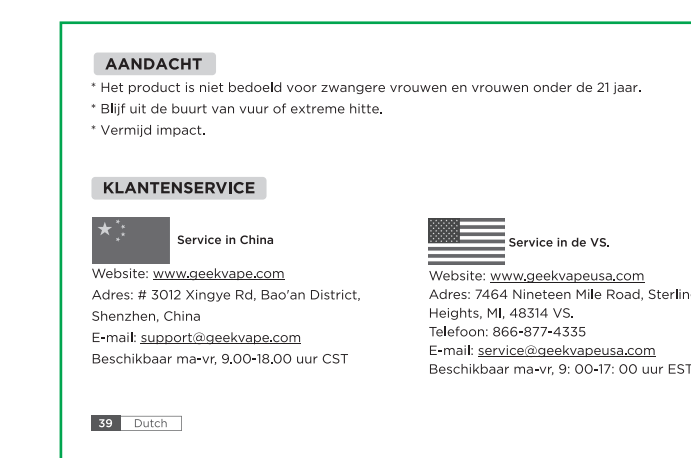 AANDACHT
* Het product is niet bedoeld voor zwangere vrouwen en vrouwen onder de 21 jaar.
* Blijf uit de buurt van vuur of extreme hitte.
* Vermijd impact.
KLANTENSERVICE
Service in China
Website: www.geekvape.com
Adres: # 3012 Xingye Rd, Bao'an District,
Shenzhen, China
E-mail: support@geekvape.com
Beschikbaar ma-vr, 9.00-18.00 uur CST
Service in de VS.
Website: www.geekvapeusa.com
Adres: 7464 Nineteen Mile Road, Sterlin
Heights, MI, 48314 VS.
Telefoon: 866-877-4335
E-mail: service@geekvapeusa.com
Beschikbaar ma-vr, 9: 00-17: 00 uur EST
39 Dutch